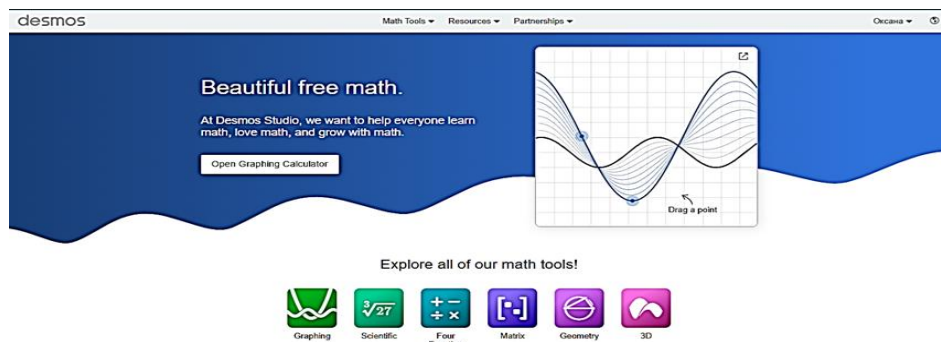 desmos
Math Tools ▾ Resources ▾ Partnerships ▾
Оксана ▾
Beautiful free math.
At Desmos Studio, we want to help everyone learn
math, love math, and grow with math.
Open Graphing Calculator
Drag a point
Explore all of our math tools!
∛27
+ −
÷ ×
Graphing Scientific Four Matrix Geometry 3D